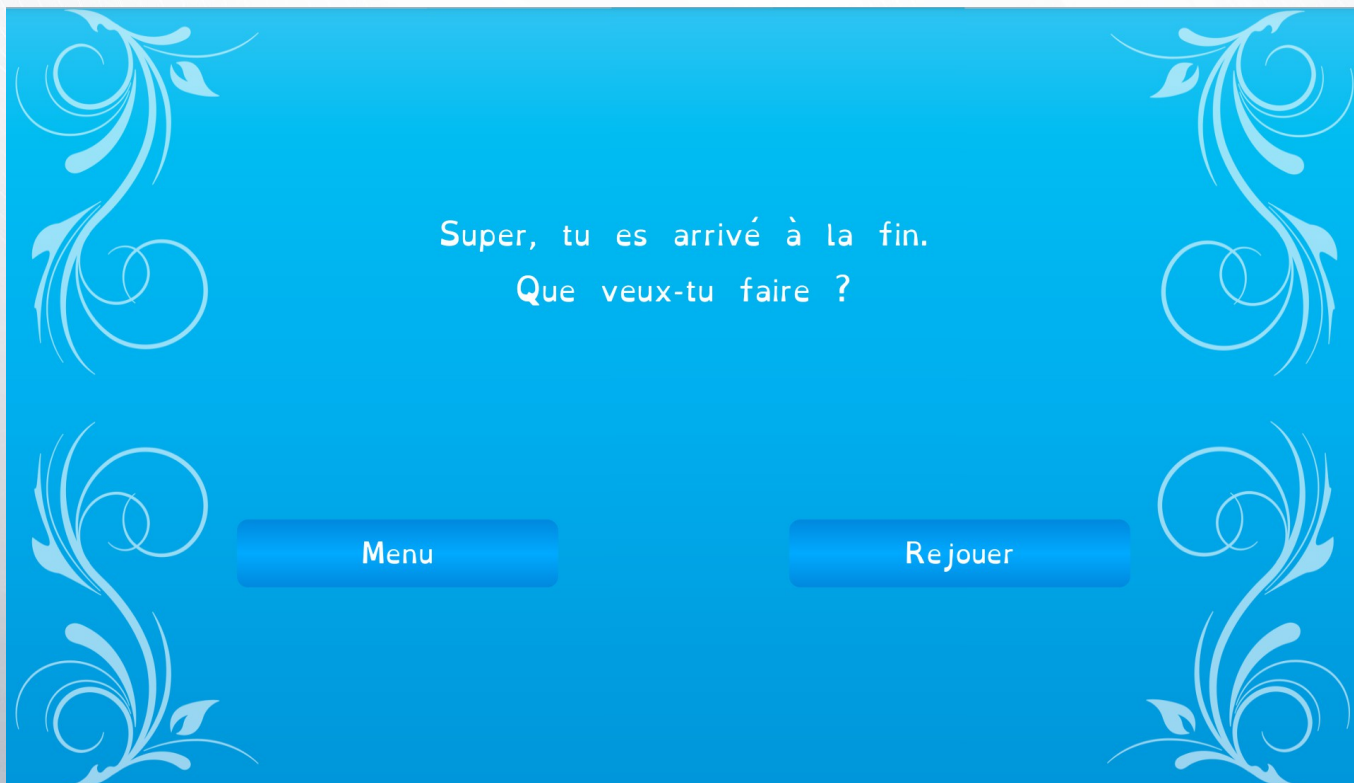 Super, tu es arrivé à la fin.
Que veux-tu faire ?
Menu
Rejouer